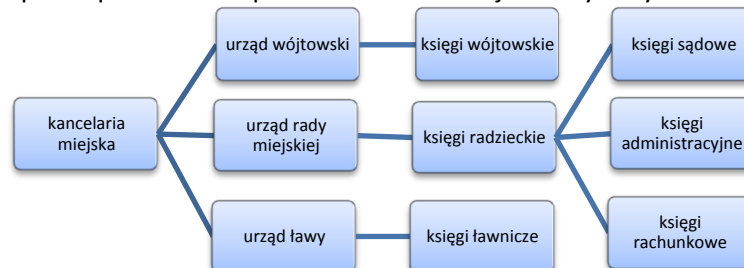 urząd wójtowski
księgi wójtowskie
księgi sądowe
kancelaria
miejska
urząd rady
miejskiej
księgi radzieckie
księgi
administracyjne
urząd ławy
księgi ławnicze
księgi
rachunkowe